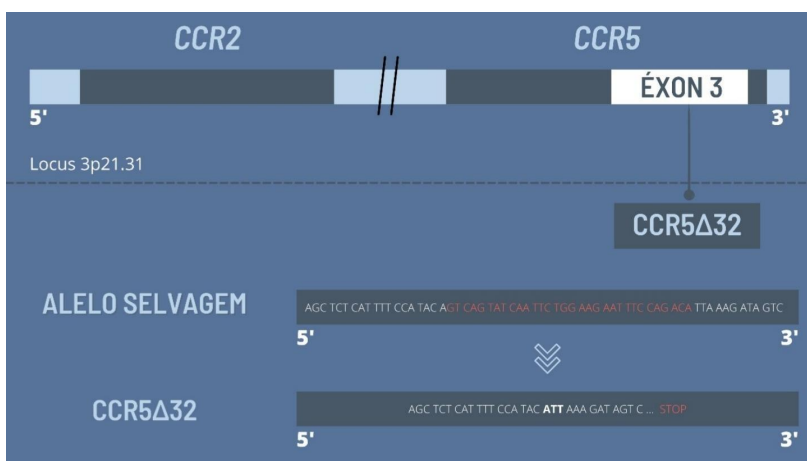 CCR2 CCR5
ÉXON 3
5' 3'
Locus 3p21.31
CCR5Δ32
ALELO SELVAGEM
AGC TCT CAT TTT CCA TAC AGT CAG TAT CAA TTC TGG AAG AAT TTC CAG ACA TTA AAG ATA GTC
5' 3'
CCR5Δ32
AGC TCT CAT TTT CCA TAC ATT AAA GAT AGT C ... STOP
5' 3'